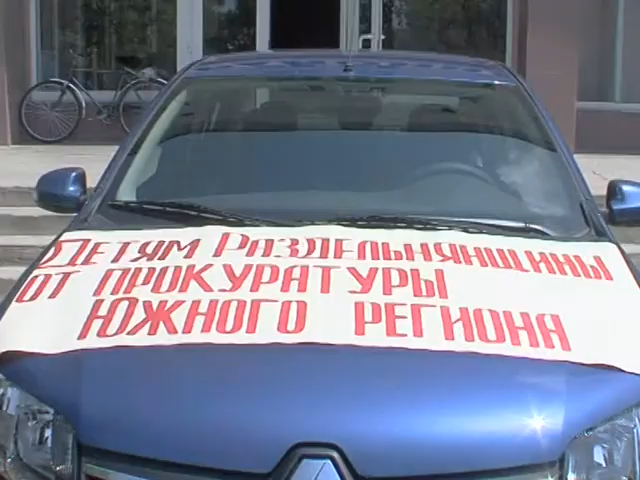 Детям Раздельнянщины
от прокуратуры
Южного региона